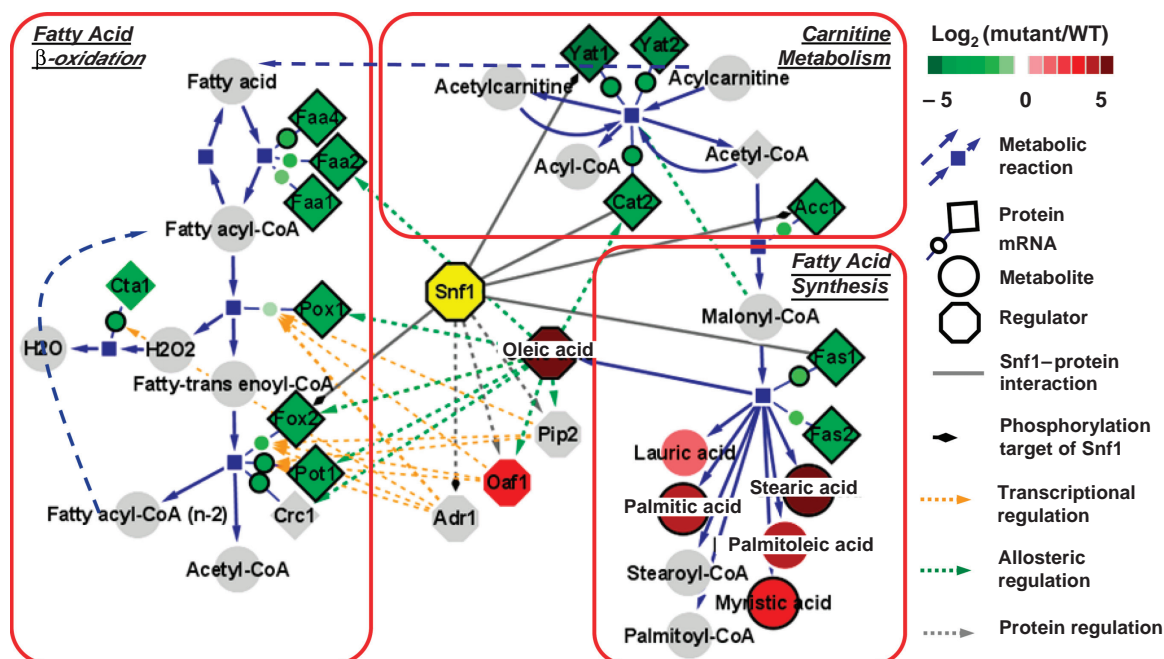 Fatty Acid
β-oxidation
Fatty acid
Faa4
Faa2
Faa1
Fatty acyl-CoA
Cta1
Pox1
H2O
H2O2
Fatty-trans enoyl-CoA
Fox2
Pot1
Crc1
Fatty acyl-CoA (n-2)
Acetyl-CoA
Carnitine
Metabolism
Yat1
Yat2
Acetylcarnitine
Acylcarnitine
Acyl-CoA
Acetyl-CoA
Cat2
Acc1
Snf1
Oleic acid
Pip2
Oaf1
Adr1
Fatty Acid
Synthesis
Malonyl-CoA
Fas1
Fas2
Lauric acid
Stearic acid
Palmitic acid
Palmitoleic acid
Stearoyl-CoA
Myristic acid
Palmitoyl-CoA
Log2 (mutant/WT)
– 5 0 5
Metabolic
reaction
Protein
mRNA
Metabolite
Regulator
Snf1–protein
interaction
Phosphorylation
target of Snf1
Transcriptional
regulation
Allosteric
regulation
Protein regulation